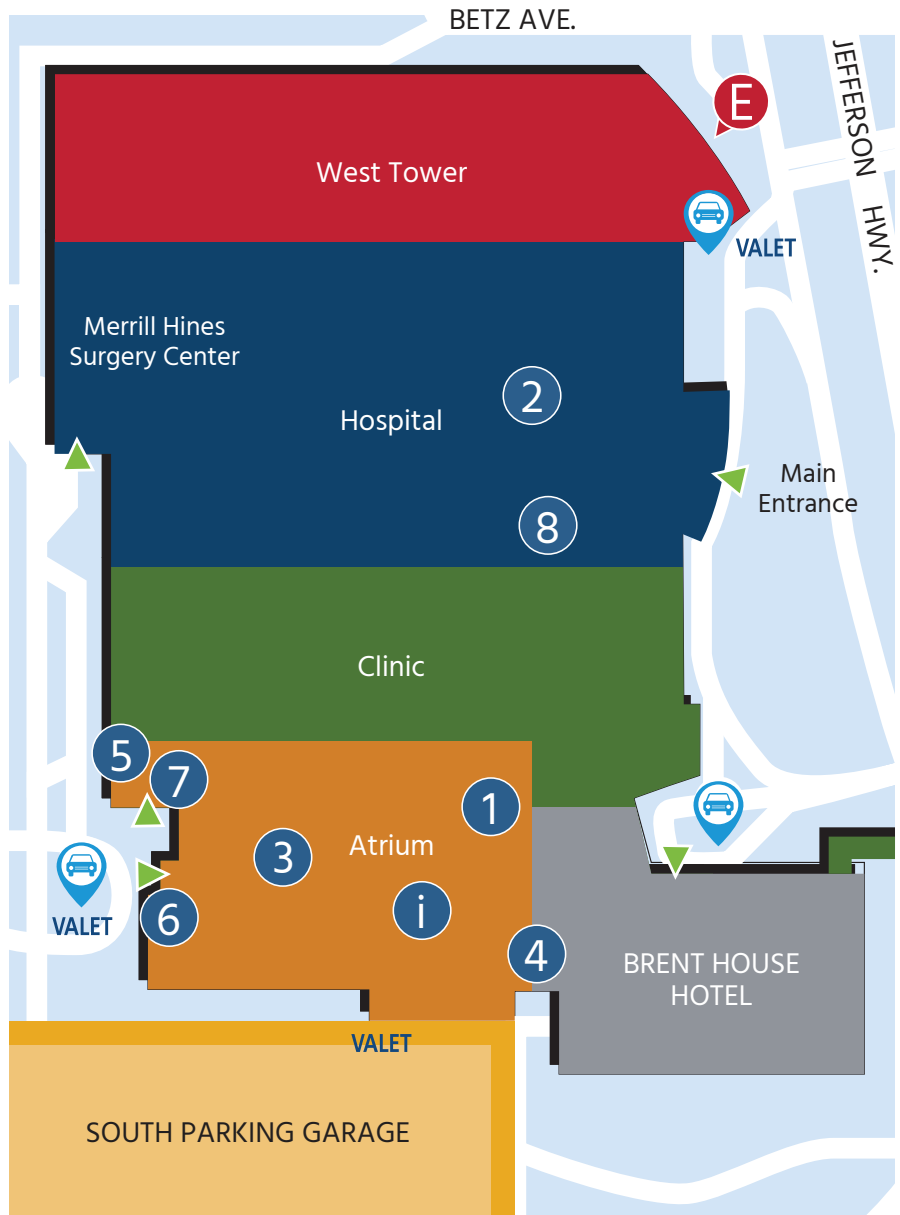 BETZ AVE.
JEFFERSON HWY.
E
West Tower
VALET
Merrill Hines
Surgery Center
2
Hospital
Main
Entrance
8
Clinic
5
7
1
3
Atrium
i
6
VALET
4
BRENT HOUSE
HOTEL
VALET
SOUTH PARKING GARAGE